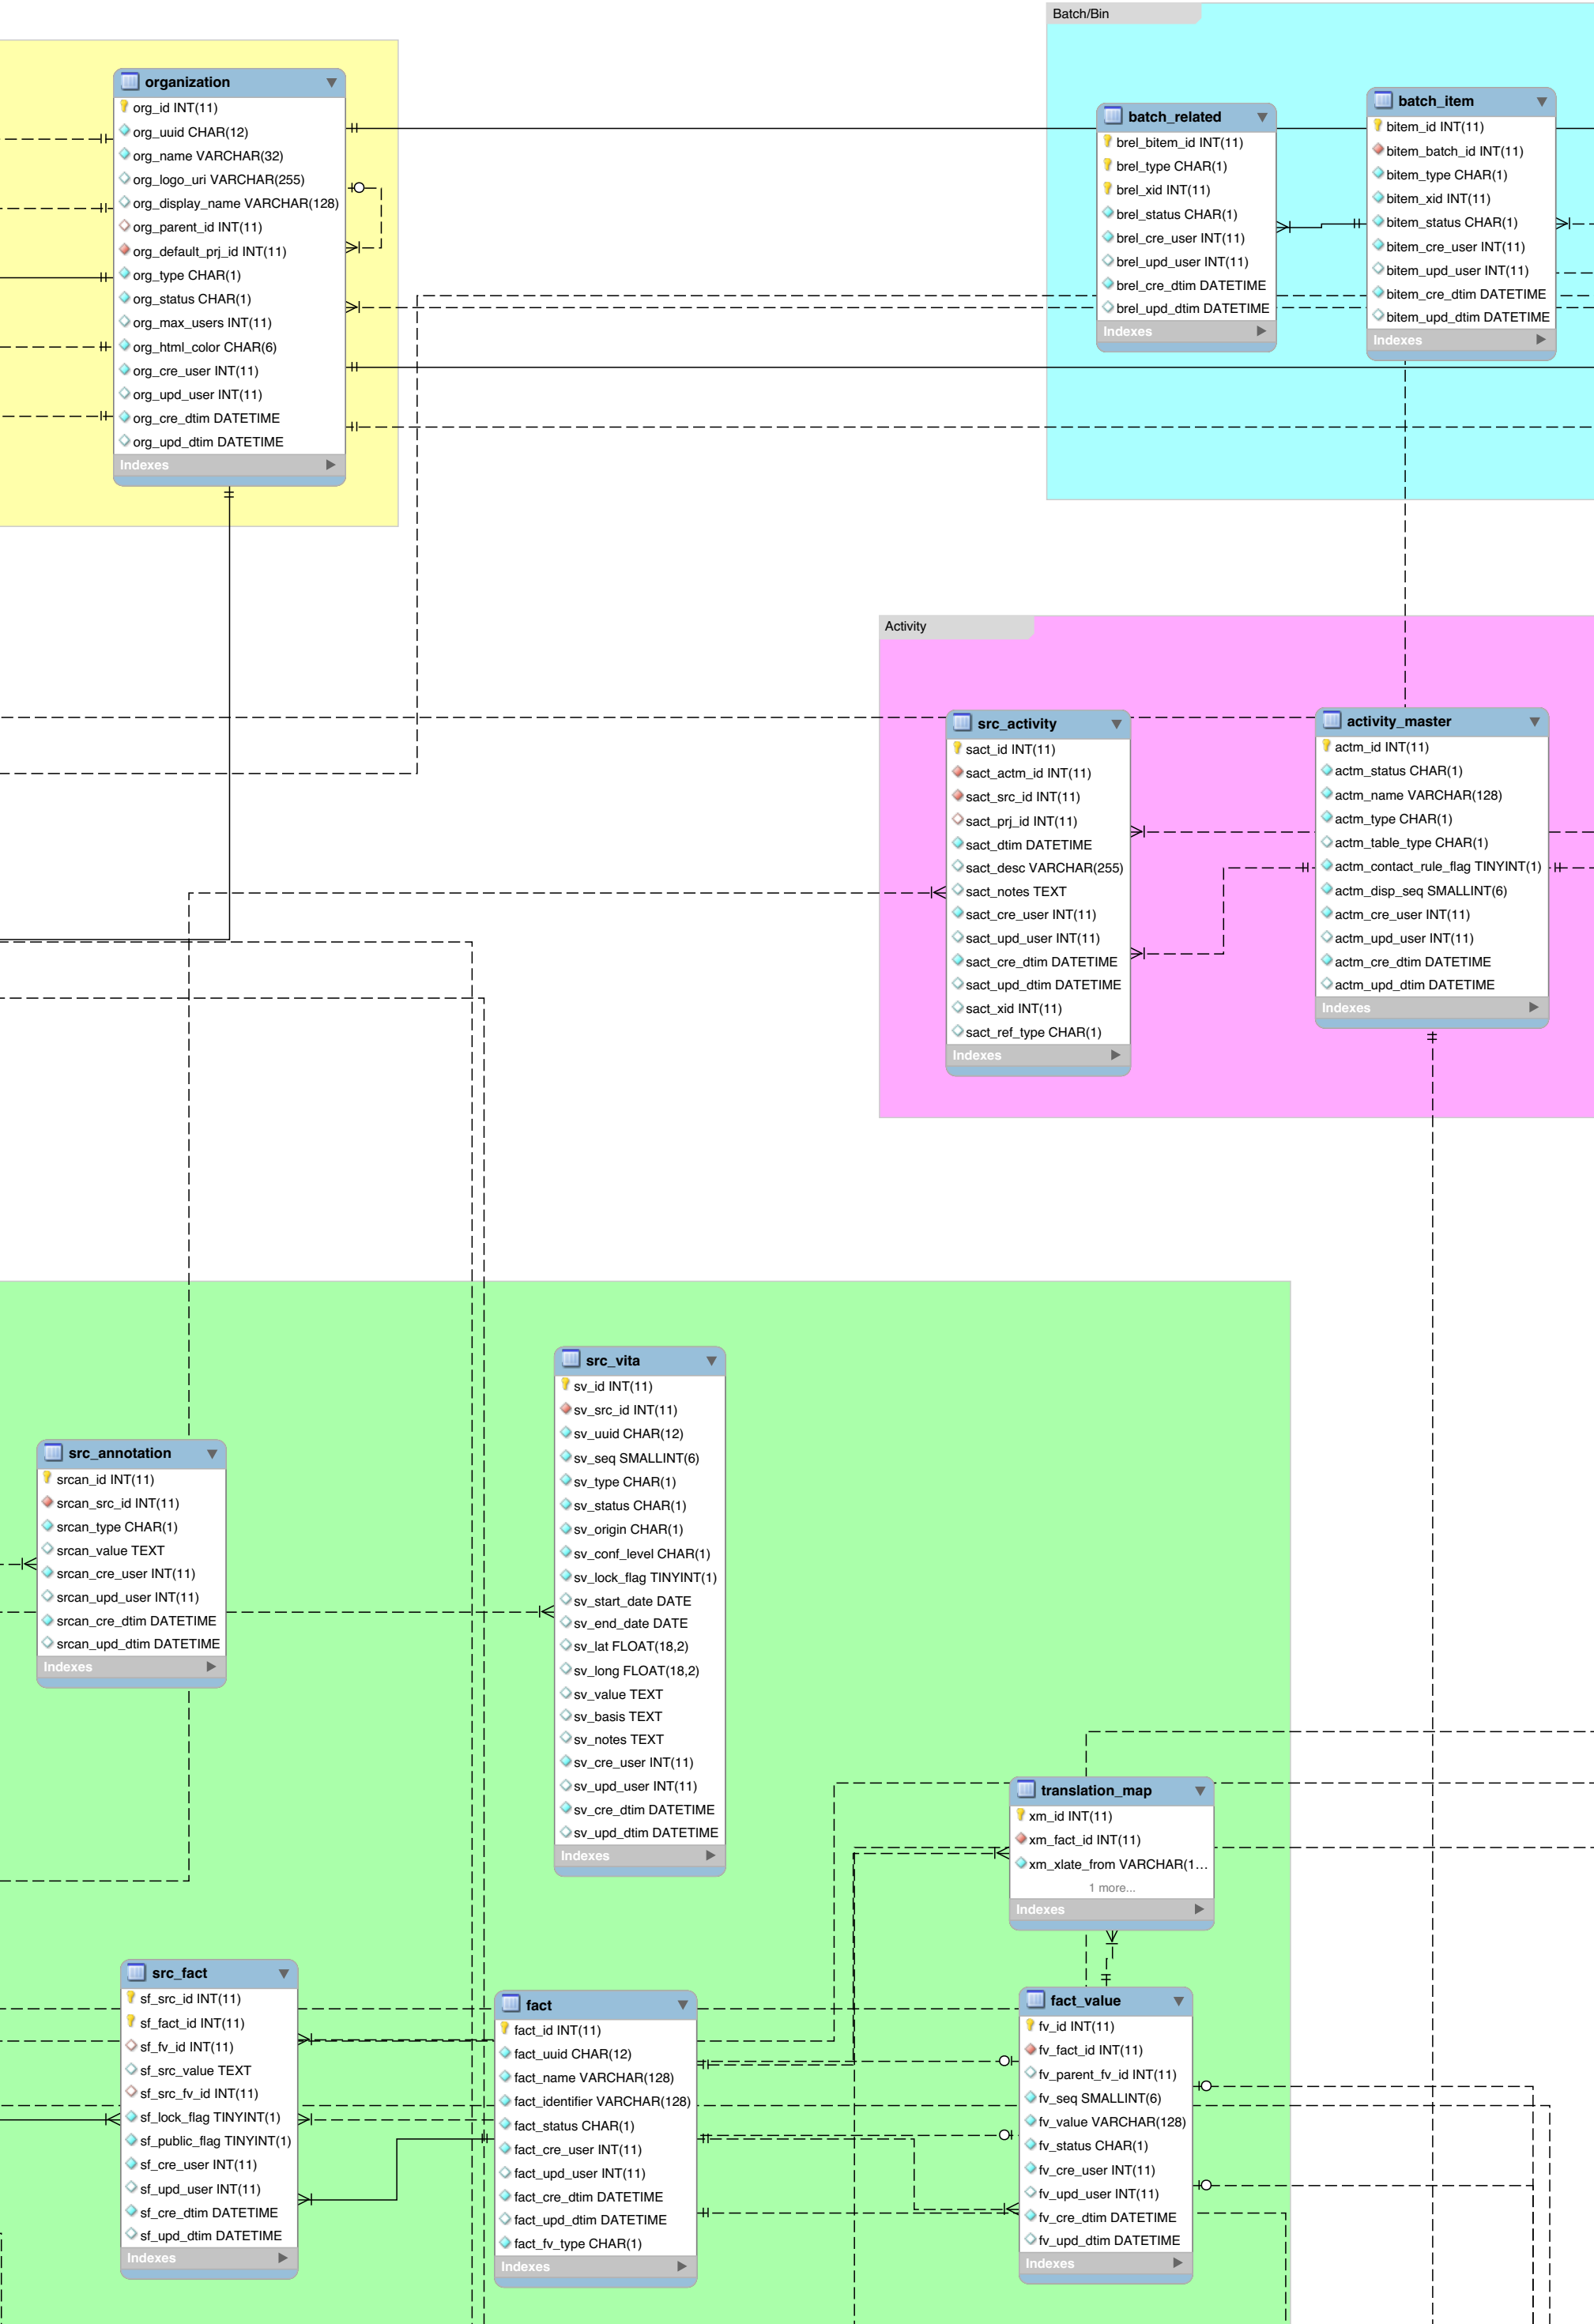 Batch/Bin
organization
org_id INT(11)
org_uuid CHAR(12)
org_name VARCHAR(32)
org_logo_uri VARCHAR(255)
org_display_name VARCHAR(128)
org_parent_id INT(11)
org_default_prj_id INT(11)
org_type CHAR(1)
org_status CHAR(1)
org_max_users INT(11)
org_html_color CHAR(6)
org_cre_user INT(11)
org_upd_user INT(11)
org_cre_dtim DATETIME
org_upd_dtim DATETIME
Indexes
batch_related
brel_bitem_id INT(11)
brel_type CHAR(1)
brel_xid INT(11)
brel_status CHAR(1)
brel_cre_user INT(11)
brel_upd_user INT(11)
brel_cre_dtim DATETIME
brel_upd_dtim DATETIME
Indexes
batch_item
bitem_id INT(11)
bitem_batch_id INT(11)
bitem_type CHAR(1)
bitem_xid INT(11)
bitem_status CHAR(1)
bitem_cre_user INT(11)
bitem_upd_user INT(11)
bitem_cre_dtim DATETIME
bitem_upd_dtim DATETIME
Indexes
Activity
src_activity
sact_id INT(11)
sact_actm_id INT(11)
sact_src_id INT(11)
sact_prj_id INT(11)
sact_dtim DATETIME
sact_desc VARCHAR(255)
sact_notes TEXT
sact_cre_user INT(11)
sact_upd_user INT(11)
sact_cre_dtim DATETIME
sact_upd_dtim DATETIME
sact_xid INT(11)
sact_ref_type CHAR(1)
Indexes
activity_master
actm_id INT(11)
actm_status CHAR(1)
actm_name VARCHAR(128)
actm_type CHAR(1)
actm_table_type CHAR(1)
actm_contact_rule_flag TINYINT(1)
actm_disp_seq SMALLINT(6)
actm_cre_user INT(11)
actm_upd_user INT(11)
actm_cre_dtim DATETIME
actm_upd_dtim DATETIME
Indexes
src_vita
sv_id INT(11)
sv_src_id INT(11)
sv_uuid CHAR(12)
sv_seq SMALLINT(6)
sv_type CHAR(1)
sv_status CHAR(1)
sv_origin CHAR(1)
sv_conf_level CHAR(1)
sv_lock_flag TINYINT(1)
sv_start_date DATE
sv_end_date DATE
sv_lat FLOAT(18,2)
sv_long FLOAT(18,2)
sv_value TEXT
sv_basis TEXT
sv_notes TEXT
sv_cre_user INT(11)
sv_upd_user INT(11)
sv_cre_dtim DATETIME
sv_upd_dtim DATETIME
Indexes
src_annotation
srcan_id INT(11)
srcan_src_id INT(11)
srcan_type CHAR(1)
srcan_value TEXT
srcan_cre_user INT(11)
srcan_upd_user INT(11)
srcan_cre_dtim DATETIME
srcan_upd_dtim DATETIME
Indexes
translation_map
xm_id INT(11)
xm_fact_id INT(11)
xm_xlate_from VARCHAR(1...
1 more...
Indexes
src_fact
sf_src_id INT(11)
sf_fact_id INT(11)
sf_fv_id INT(11)
sf_src_value TEXT
sf_src_fv_id INT(11)
sf_lock_flag TINYINT(1)
sf_public_flag TINYINT(1)
sf_cre_user INT(11)
sf_upd_user INT(11)
sf_cre_dtim DATETIME
sf_upd_dtim DATETIME
Indexes
fact
fact_id INT(11)
fact_uuid CHAR(12)
fact_name VARCHAR(128)
fact_identifier VARCHAR(128)
fact_status CHAR(1)
fact_cre_user INT(11)
fact_upd_user INT(11)
fact_cre_dtim DATETIME
fact_upd_dtim DATETIME
fact_fv_type CHAR(1)
Indexes
fact_value
fv_id INT(11)
fv_fact_id INT(11)
fv_parent_fv_id INT(11)
fv_seq SMALLINT(6)
fv_value VARCHAR(128)
fv_status CHAR(1)
fv_cre_user INT(11)
fv_upd_user INT(11)
fv_cre_dtim DATETIME
fv_upd_dtim DATETIME
Indexes